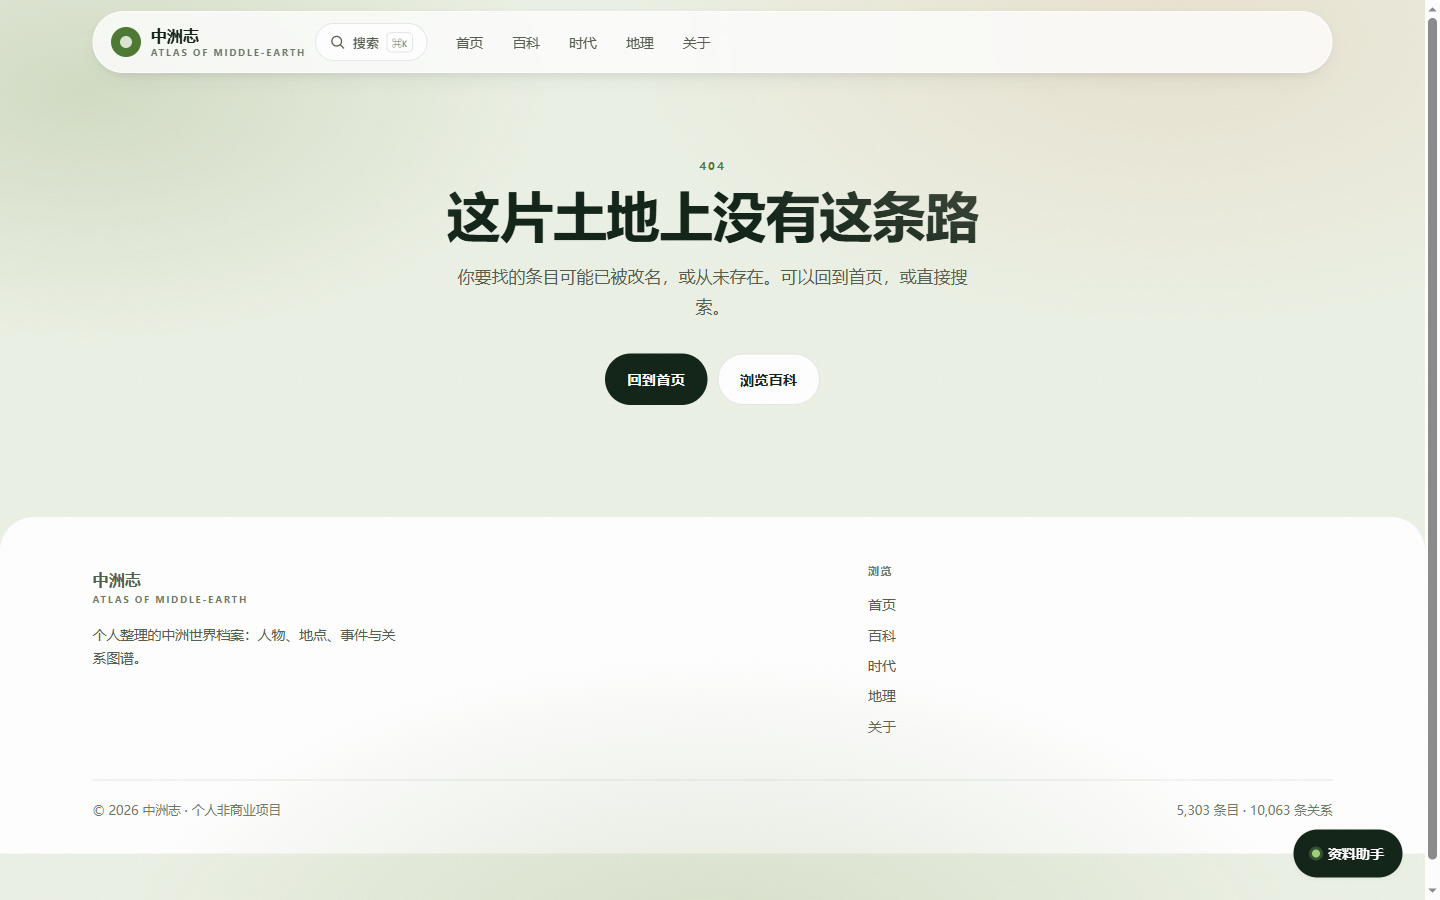 中洲志
ATLAS OF MIDDLE-EARTH
搜索 ⌘K
首页 百科 时代 地理 关于
404
这片土地上没有这条路
你要找的条目可能已被改名，或从未存在。可以回到首页，或直接搜
索。
回到首页 浏览百科
中洲志
ATLAS OF MIDDLE-EARTH
个人整理的中洲世界档案：人物、地点、事件与关
系图谱。
浏览
首页
百科
时代
地理
关于
© 2026 中洲志 · 个人非商业项目
5,303 条目 · 10,063 条关系
资料助手